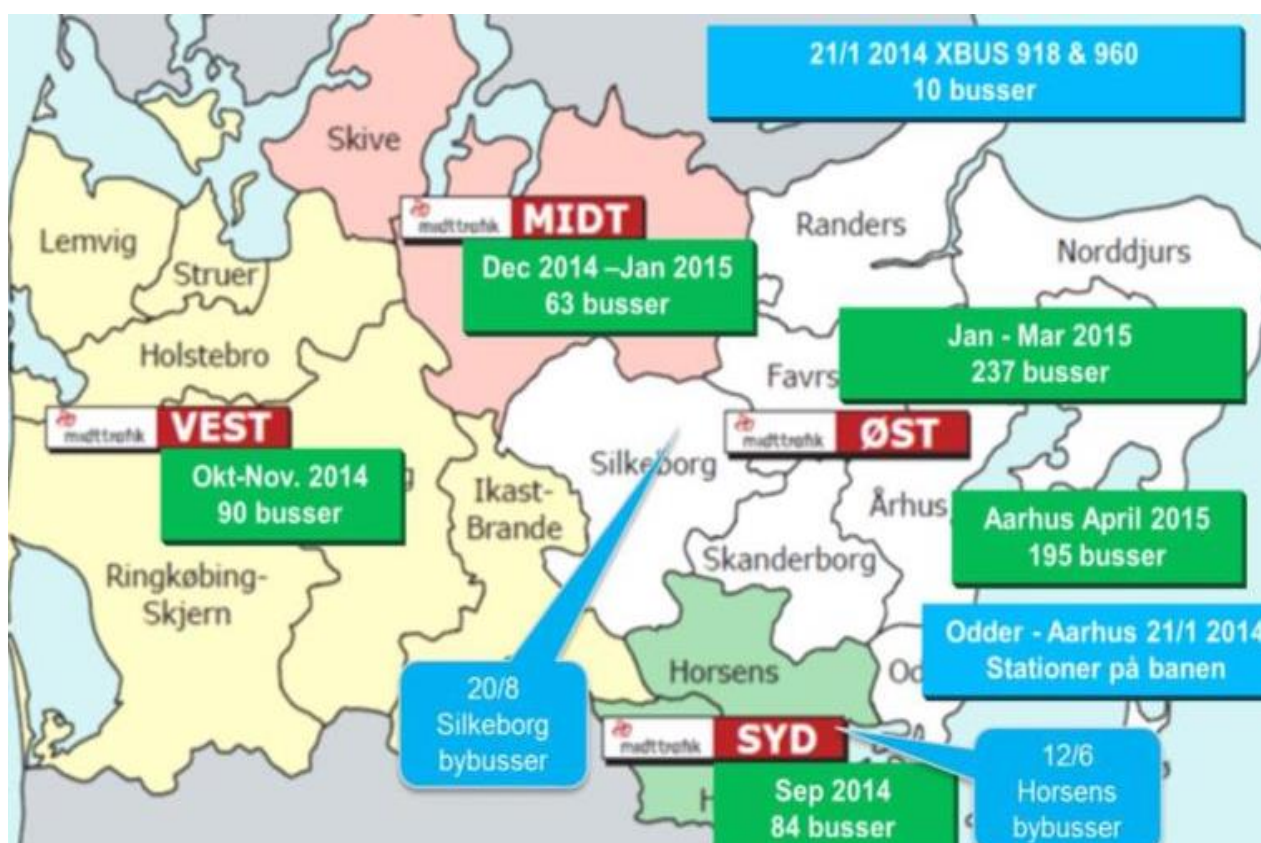 21/1 2014 XBUS 918 & 960
10 busser
Skive
midttrafik MIDT
Dec 2014 –Jan 2015
63 busser
Randers
Norddjurs
Lemvig
Struer
Holstebro
Jan - Mar 2015
237 busser
Favrs
midttrafik VEST
Okt-Nov. 2014
90 busser
g
midttrafik ØST
Silkeborg
Ikast-
Brande
Århus
Aarhus April 2015
195 busser
Skanderborg
Ringkøbing-
Skjern
Odder - Aarhus 21/1 2014
Stationer på banen
Horsens
Od
20/8
Silkeborg
bybusser
midttrafik SYD
Sep 2014
84 busser
H
12/6
Horsens
bybusser